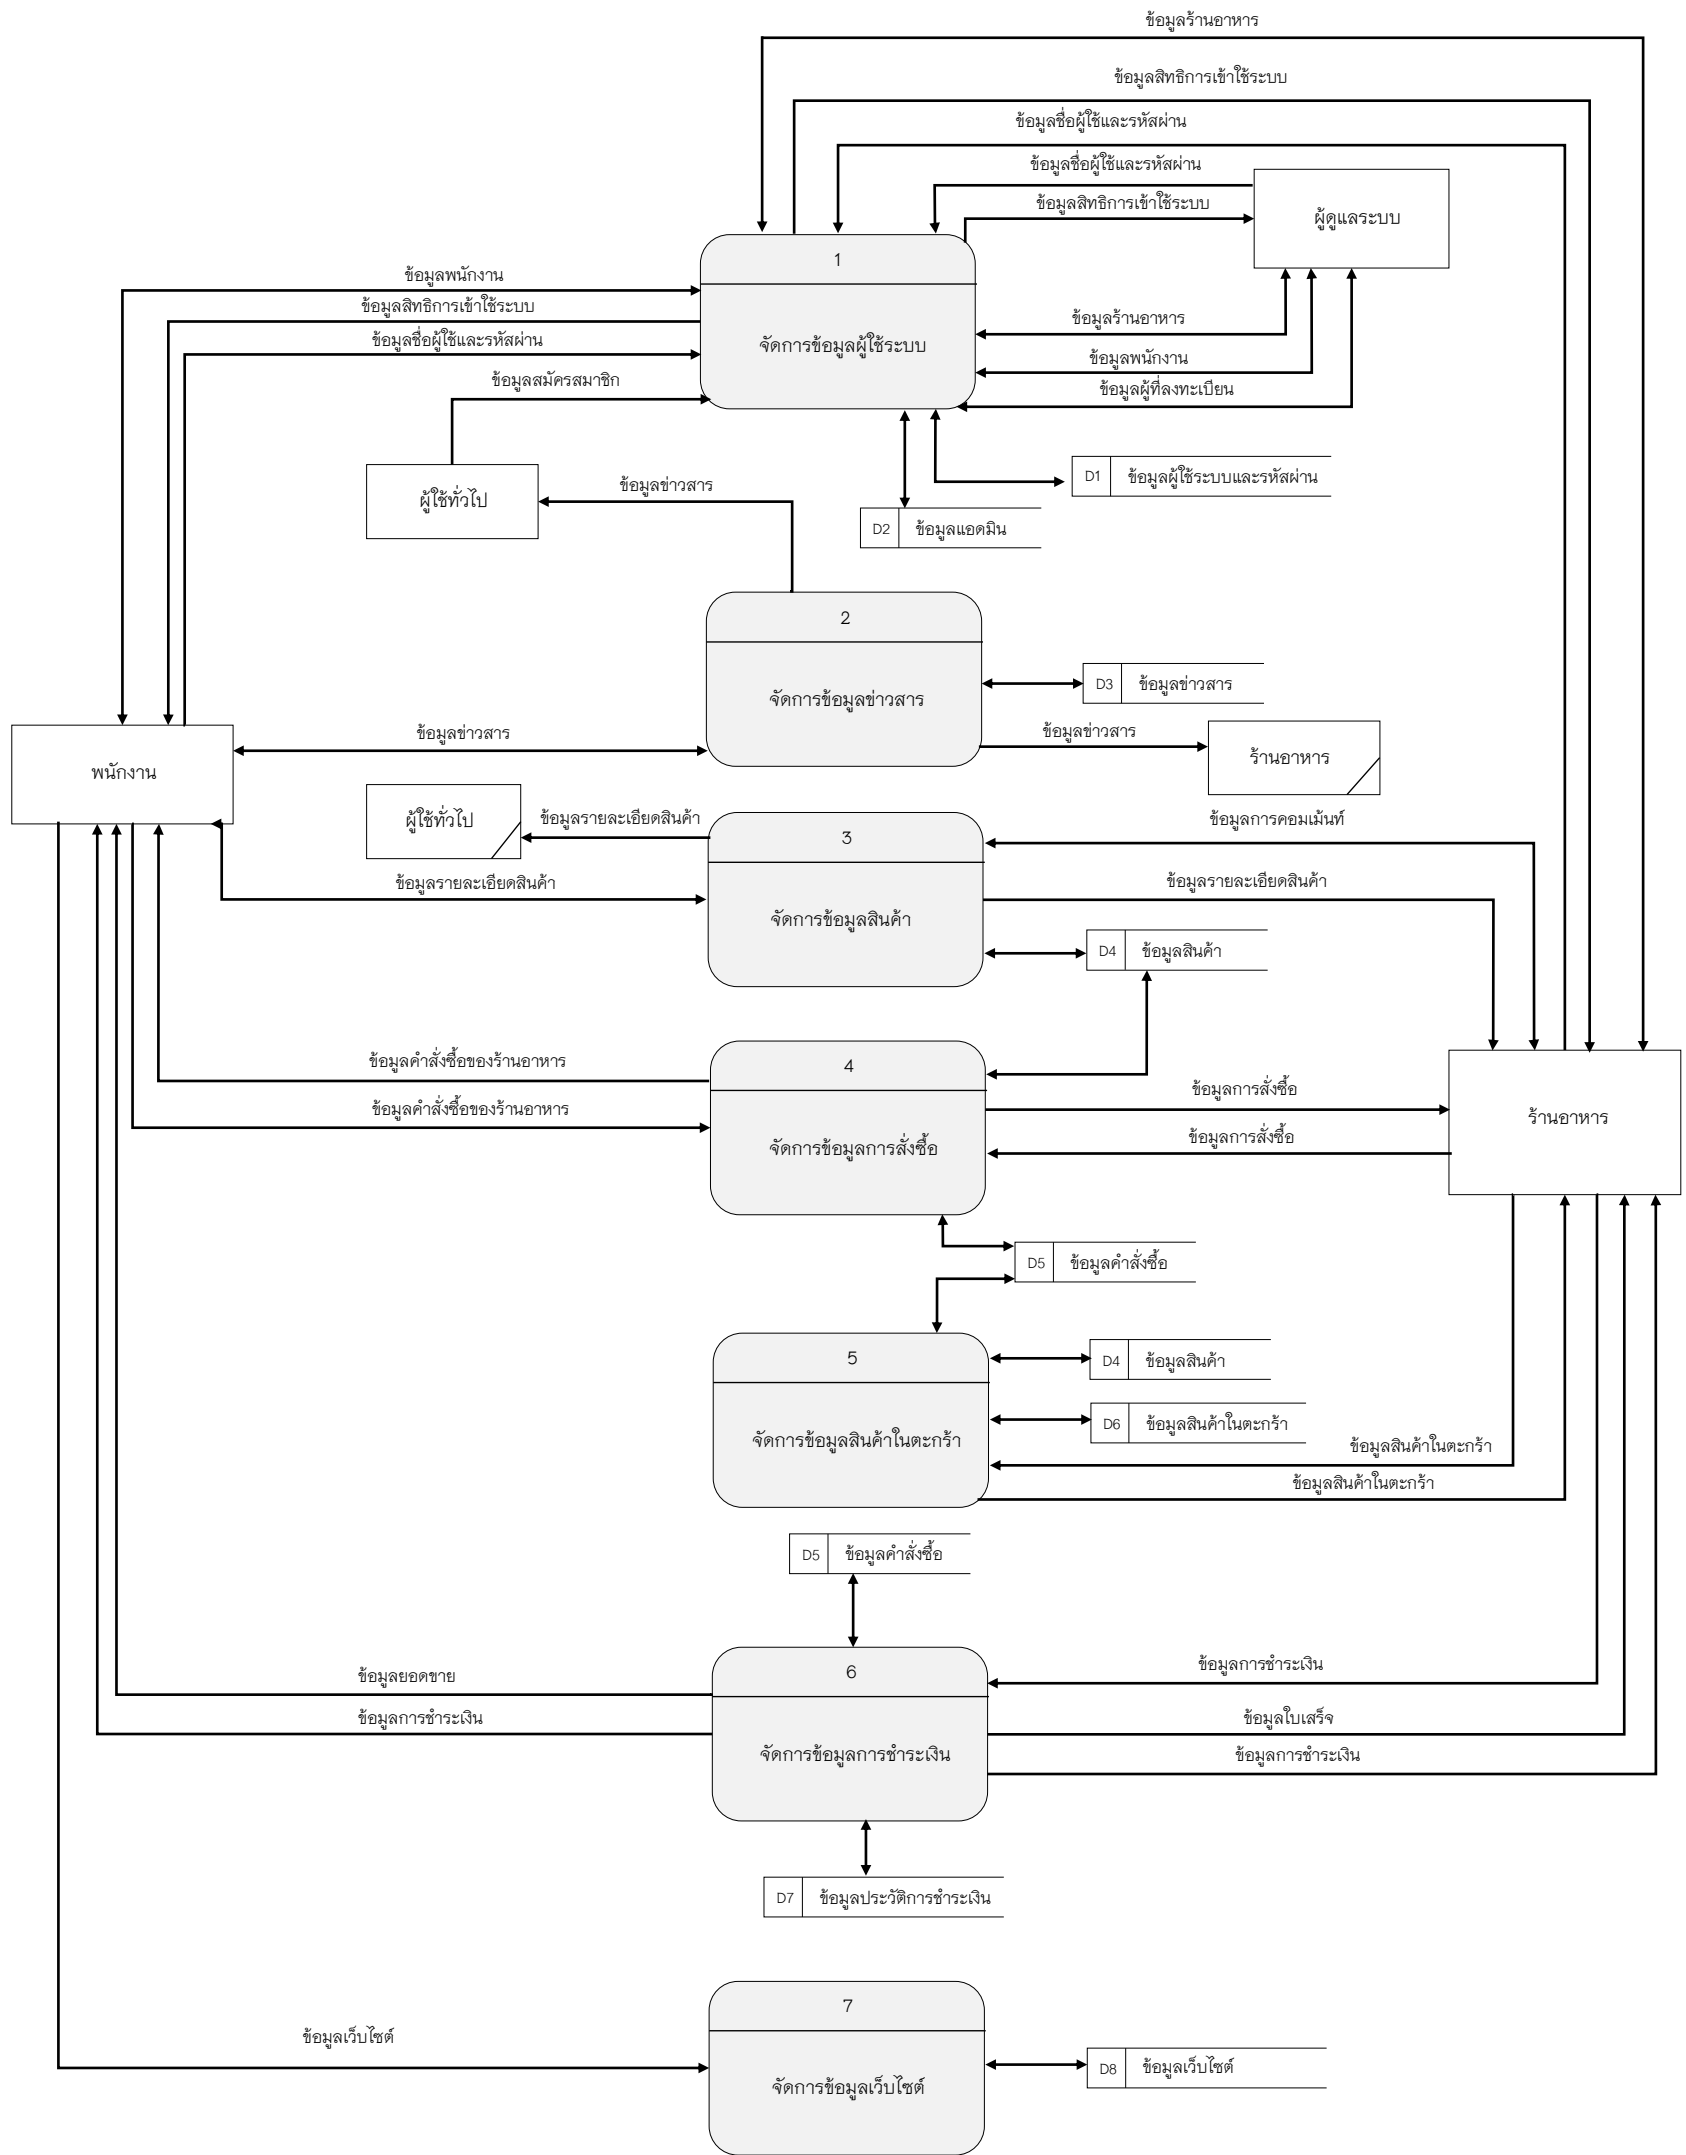 ข้อมูลร้านอาหาร
ข้อมูลสิทธิการเข้าใช้ระบบ
ข้อมูลชื่อผู้ใช้และรหัสผ่าน
ข้อมูลชื่อผู้ใช้และรหัสผ่าน
ข้อมูลสิทธิการเข้าใช้ระบบ
ผู้ดูแลระบบ
1
ข้อมูลพนักงาน
ข้อมูลสิทธิการเข้าใช้ระบบ
ข้อมูลร้านอาหาร
ข้อมูลชื่อผู้ใช้และรหัสผ่าน
จัดการข้อมูลผู้ใช้ระบบ
ข้อมูลพนักงาน
ข้อมูลสมัครสมาชิก
ข้อมูลผู้ที่ลงทะเบียน
D1 ข้อมูลผู้ใช้ระบบและรหัสผ่าน
ข้อมูลข่าวสาร
ผู้ใช้ทั่วไป
D2 ข้อมูลแอดมิน
2
D3 ข้อมูลข่าวสาร
จัดการข้อมูลข่าวสาร
ข้อมูลข่าวสาร
ข้อมูลข่าวสาร
ร้านอาหาร
พนักงาน
ผู้ใช้ทั่วไป
ข้อมูลรายละเอียดสินค้า
ข้อมูลการคอมเม้นท์
3
ข้อมูลรายละเอียดสินค้า
ข้อมูลรายละเอียดสินค้า
จัดการข้อมูลสินค้า
D4 ข้อมูลสินค้า
ข้อมูลคำสั่งซื้อของร้านอาหาร
4
ข้อมูลการสั่งซื้อ
ข้อมูลคำสั่งซื้อของร้านอาหาร
ร้านอาหาร
ข้อมูลการสั่งซื้อ
จัดการข้อมูลการสั่งซื้อ
D5 ข้อมูลคำสั่งซื้อ
5
D4 ข้อมูลสินค้า
D6 ข้อมูลสินค้าในตะกร้า
จัดการข้อมูลสินค้าในตะกร้า
ข้อมูลสินค้าในตะกร้า
ข้อมูลสินค้าในตะกร้า
D5 ข้อมูลคำสั่งซื้อ
ข้อมูลการชำระเงิน
6
ข้อมูลยอดขาย
ข้อมูลการชำระเงิน
ข้อมูลใบเสร็จ
จัดการข้อมูลการชำระเงิน
ข้อมูลการชำระเงิน
D7 ข้อมูลประวัติการชำระเงิน
7
ข้อมูลเว็บไซต์
D8 ข้อมูลเว็บไซต์
จัดการข้อมูลเว็บไซต์